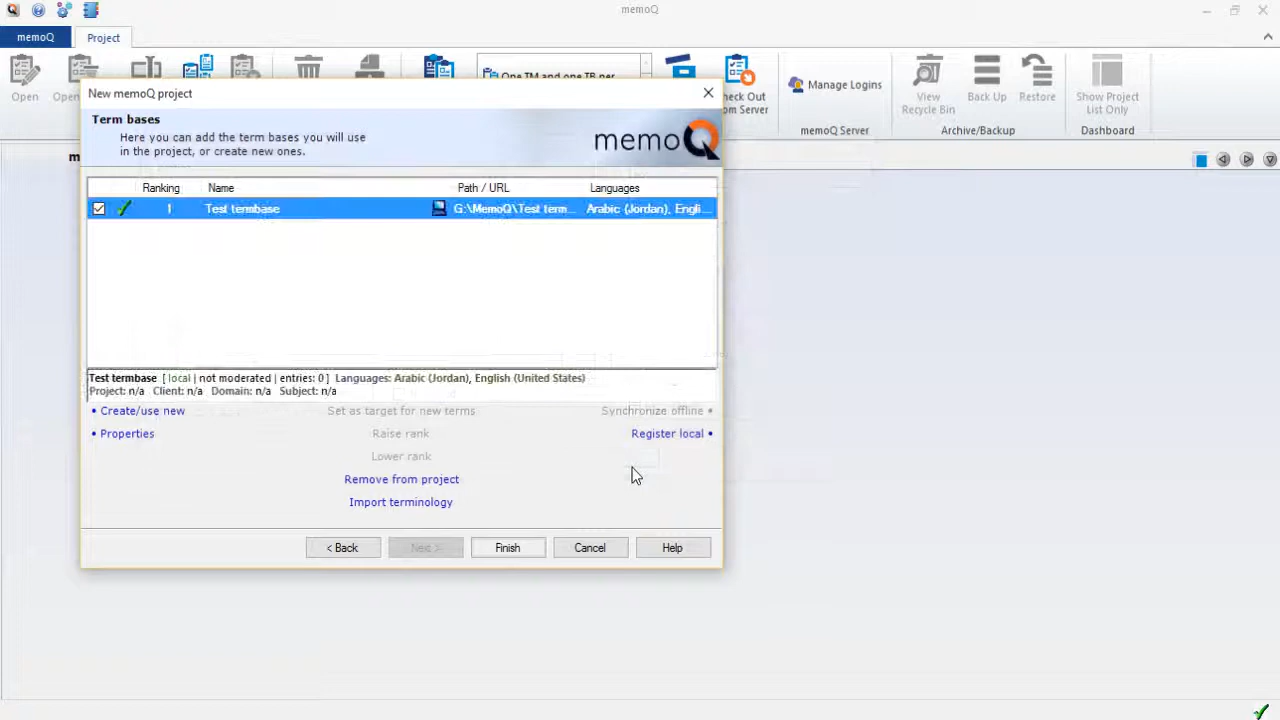 memoQ
memoQ Project
Open Open One TM and one TB per heck Out om Server Manage Logins View Recycle Bin Back Up Restore Show Project List Only
memoQ Server Archive/Backup Dashboard
New memoQ project
Term bases
Here you can add the term bases you will use
in the project, or create new ones.
memoQ
m
Ranking Name Path / URL Languages
1 Test termbase G:\MemoQ\Test term... Arabic (Jordan), Engli...
Test termbase [ local | not moderated | entries: 0 ] Languages: Arabic (Jordan), English (United States)
Project: n/a Client: n/a Domain: n/a Subject: n/a
• Create/use new Set as target for new terms Synchronize offline •
• Properties Raise rank Register local •
Lower rank
Remove from project
Import terminology
< Back Next > Finish Cancel Help